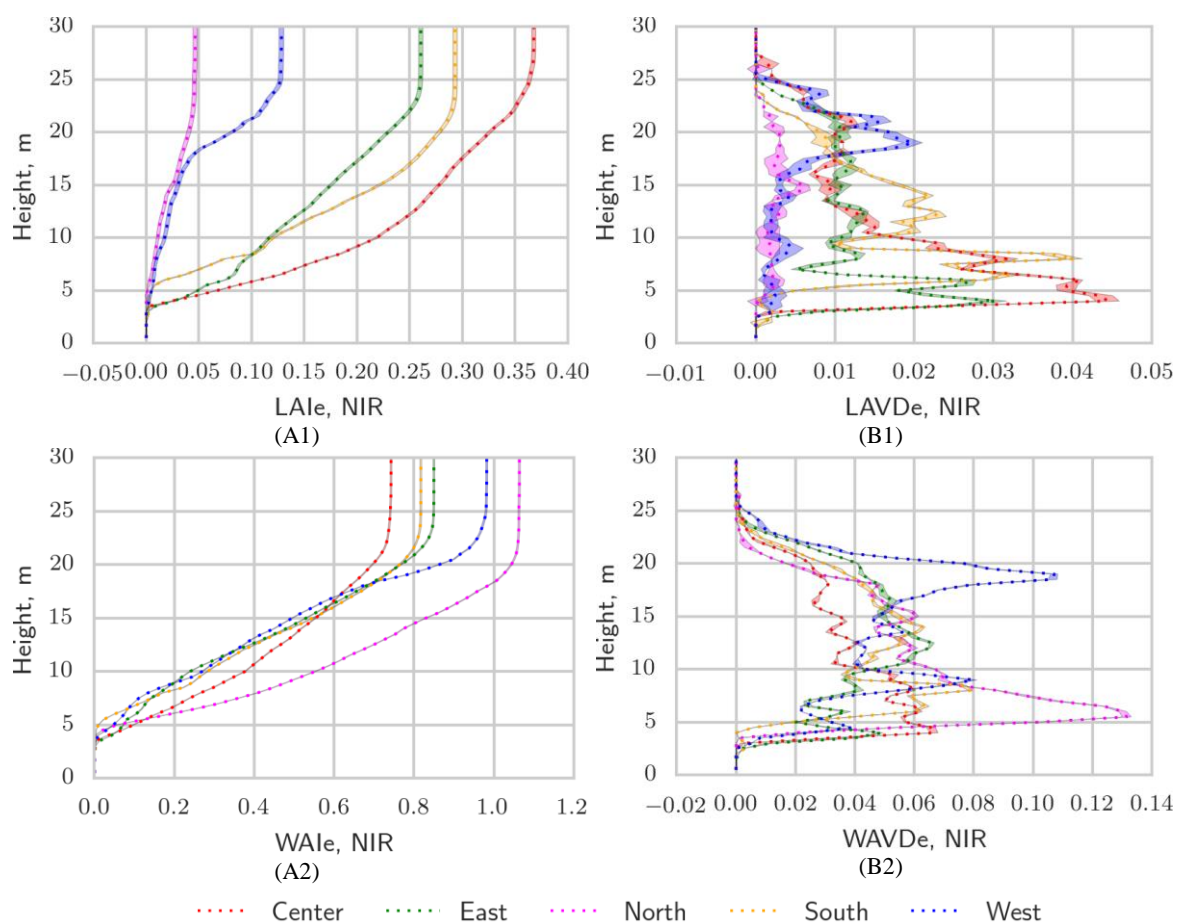 30
25
20
15
10
5
0
Height, m
−0.05 0.00 0.05 0.10 0.15 0.20 0.25 0.30 0.35 0.40
LAIe, NIR
(A1)
30
25
20
15
10
5
0
Height, m
−0.01 0.00 0.01 0.02 0.03 0.04 0.05
LAVDe, NIR
(B1)
30
25
20
15
10
5
0
Height, m
0.0 0.2 0.4 0.6 0.8 1.0 1.2
WAIe, NIR
(A2)
30
25
20
15
10
5
0
Height, m
−0.02 0.00 0.02 0.04 0.06 0.08 0.10 0.12 0.14
WAVDe, NIR
(B2)
Center East North South West